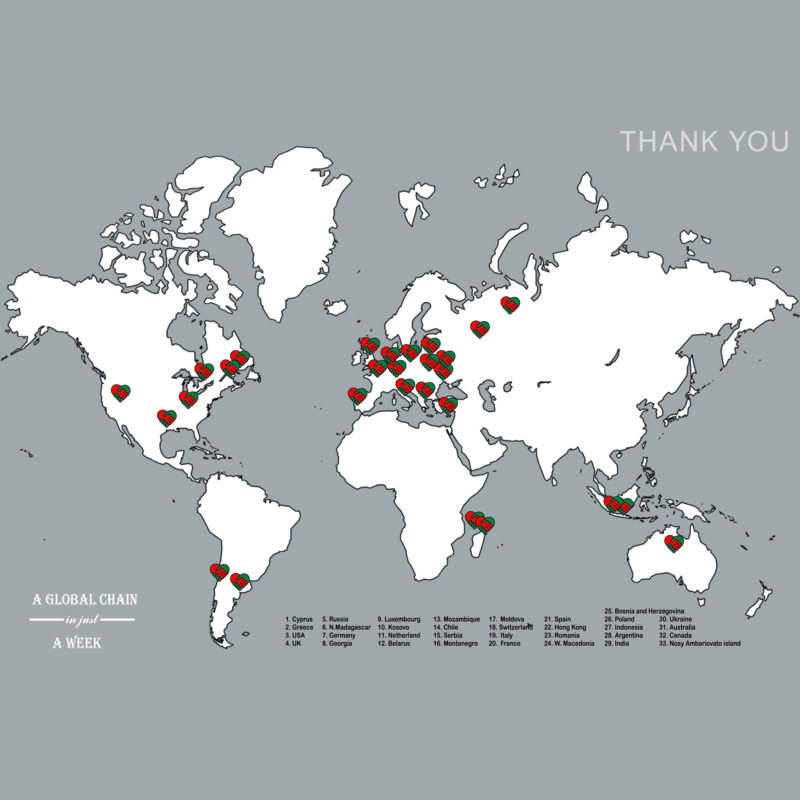 THANK YOU
A GLOBAL CHAIN
in just
A WEEK
1. Cyprus
2. Greece
3. USA
4. UK
5. Russia
6. N.Madagascar
7. Germany
8. Georgia
9. Luxembourg
10. Kosovo
11. Netherland
12. Belarus
13. Mozambique
14. Chile
15. Serbia
16. Montenegro
17. Moldova
18. Switzerland
19. Italy
20. France
21. Spain
22. Hong Kong
23. Romania
24. W. Macedonia
25. Bosnia and Herzegovina
26. Poland
27. Indonesia
28. Argentina
29. India
30. Ukraine
31. Australia
32. Canada
33. Nosy Ambariovato island